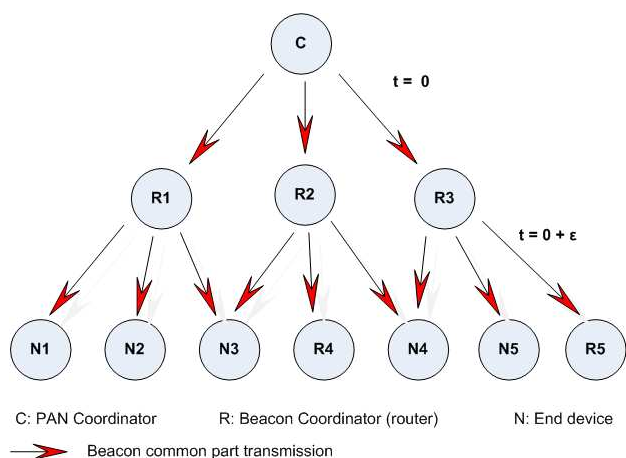 C
t = 0
R1
R2
R3
t = 0 + ε
N1
N2
N3
R4
N4
N5
R5
C: PAN Coordinator
R: Beacon Coordinator (router)
N: End device
Beacon common part transmission